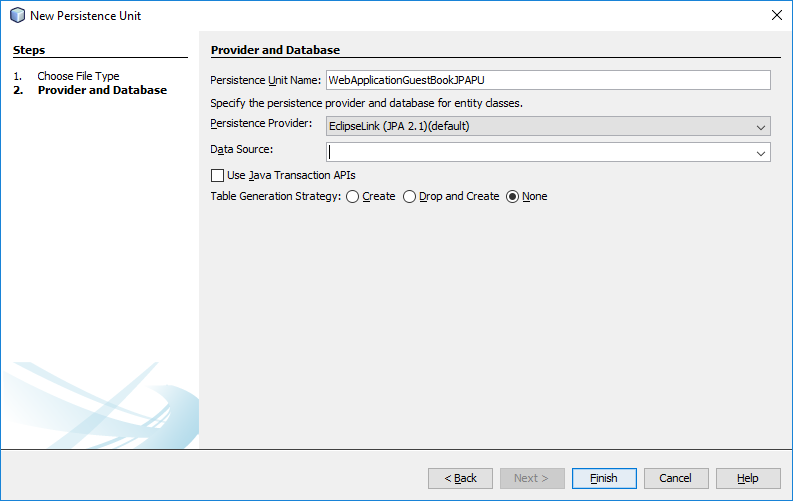 New Persistence Unit
Steps
1. Choose File Type
2. Provider and Database
Provider and Database
Persistence Unit Name: WebApplicationGuestBookJPAPU
Specify the persistence provider and database for entity classes.
Persistence Provider: EclipseLink (JPA 2.1)(default)
Data Source:
Use Java Transaction APIs
Table Generation Strategy: Create Drop and Create None
< Back Next > Finish Cancel Help